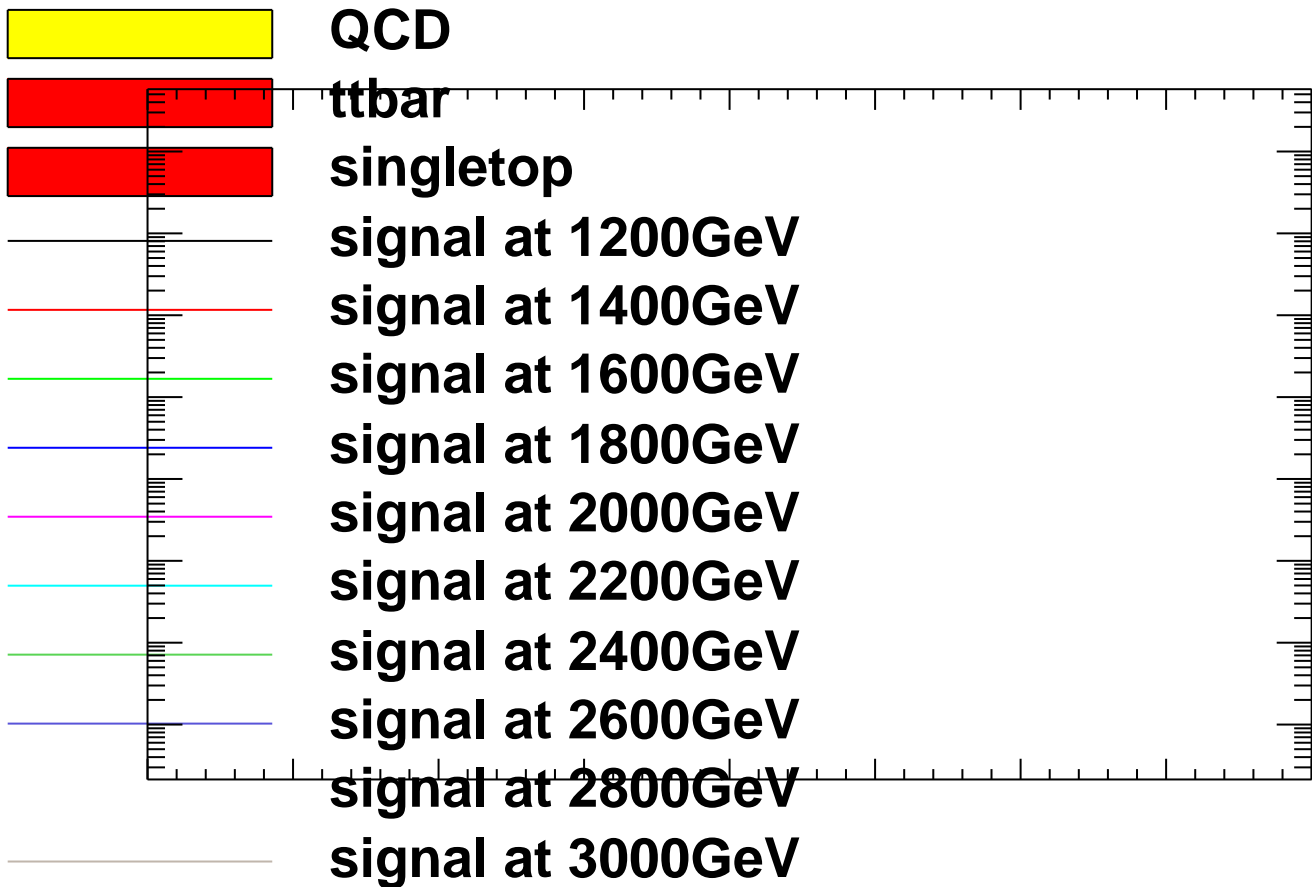 QCD
ttbar
singletop
signal at 1200GeV
signal at 1400GeV
signal at 1600GeV
signal at 1800GeV
signal at 2000GeV
signal at 2200GeV
signal at 2400GeV
signal at 2600GeV
signal at 2800GeV
signal at 3000GeV